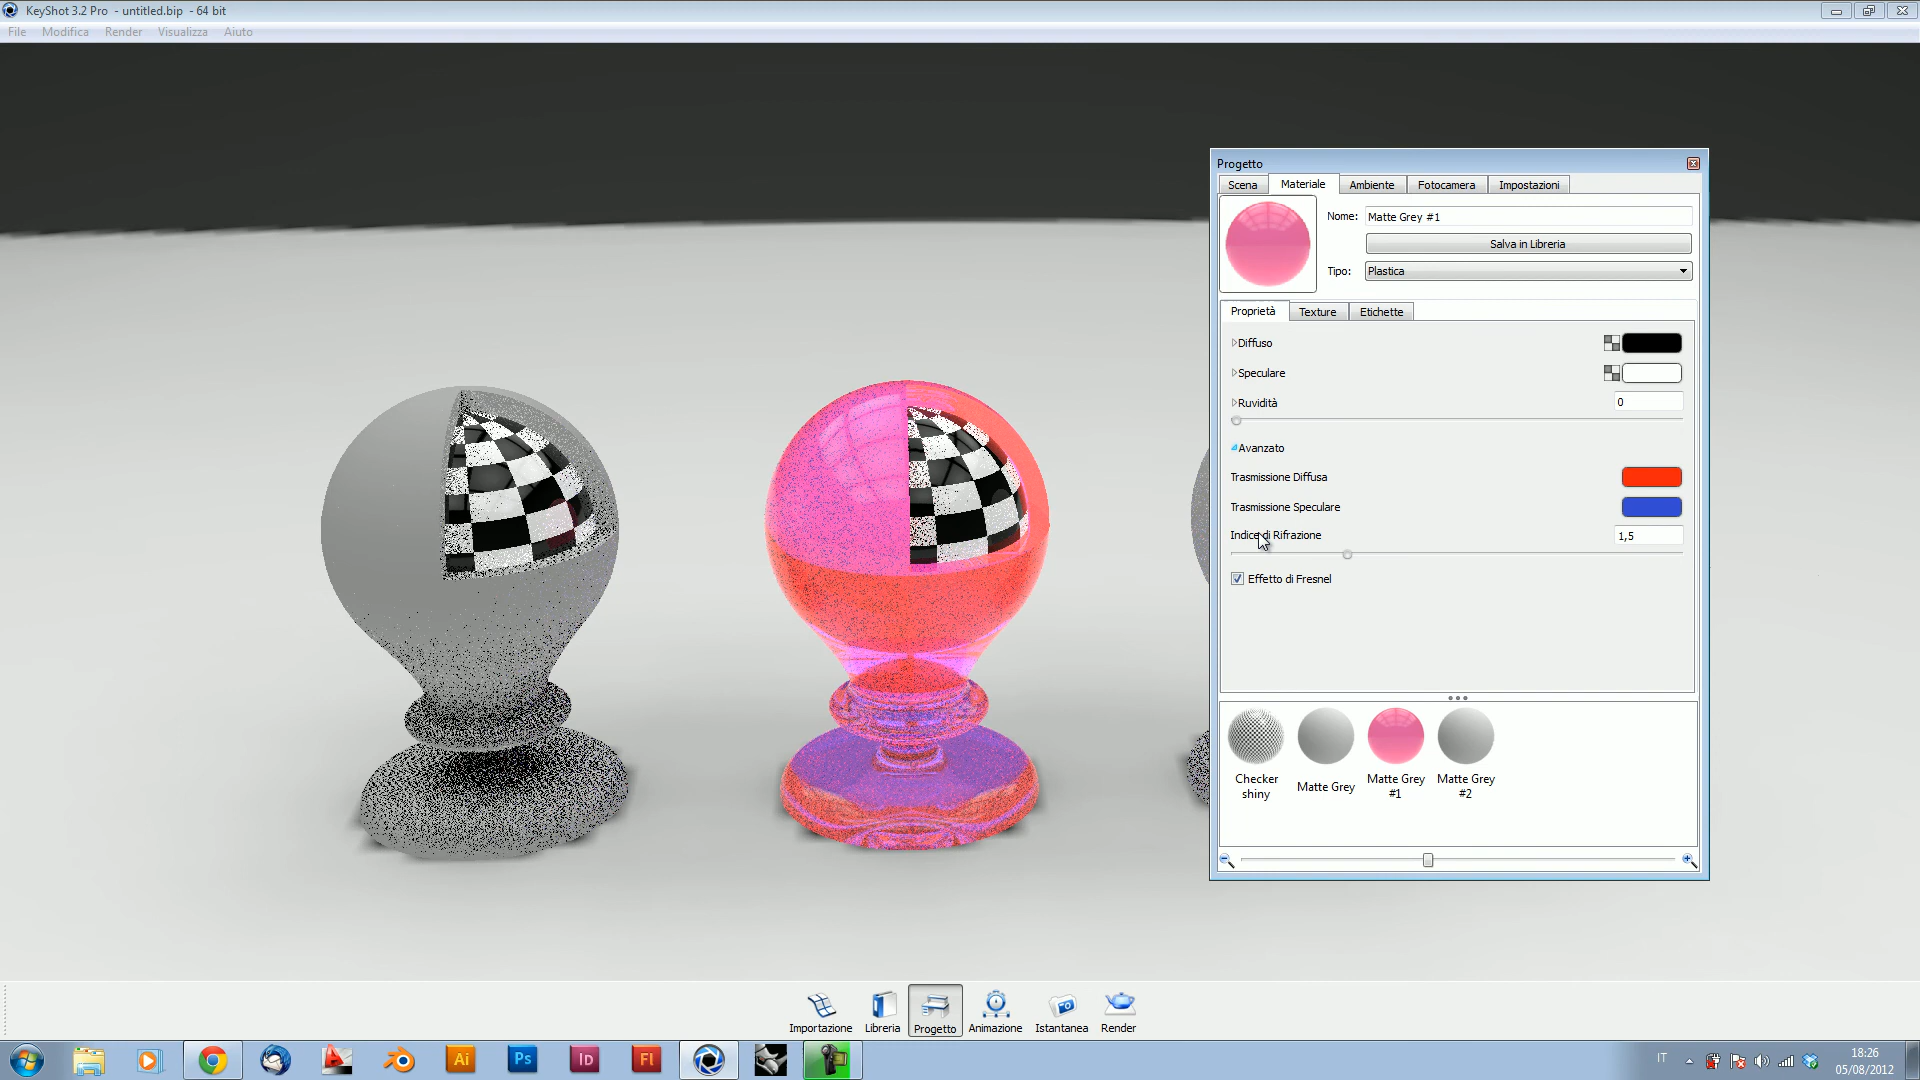 KeyShot 3.2 Pro - untitled.bip - 64 bit
File Modifica Render Visualizza Aiuto
Progetto
Scena Materiale Ambiente Fotocamera Impostazioni
Nome: Matte Grey #1
Salva in Libreria
Tipo: Plastica
Proprietà Texture Etichette
Diffuso
Speculare
Ruvidità 0
Avanzato
Trasmissione Diffusa
Trasmissione Speculare
Indice di Rifrazione 1,5
Effetto di Fresnel
Checker shiny
Matte Grey
Matte Grey #1
Matte Grey #2
Importazione Libreria Progetto Animazione Istantanea Render
Ai Ps Id Fl
IT
18:26
05/08/2012